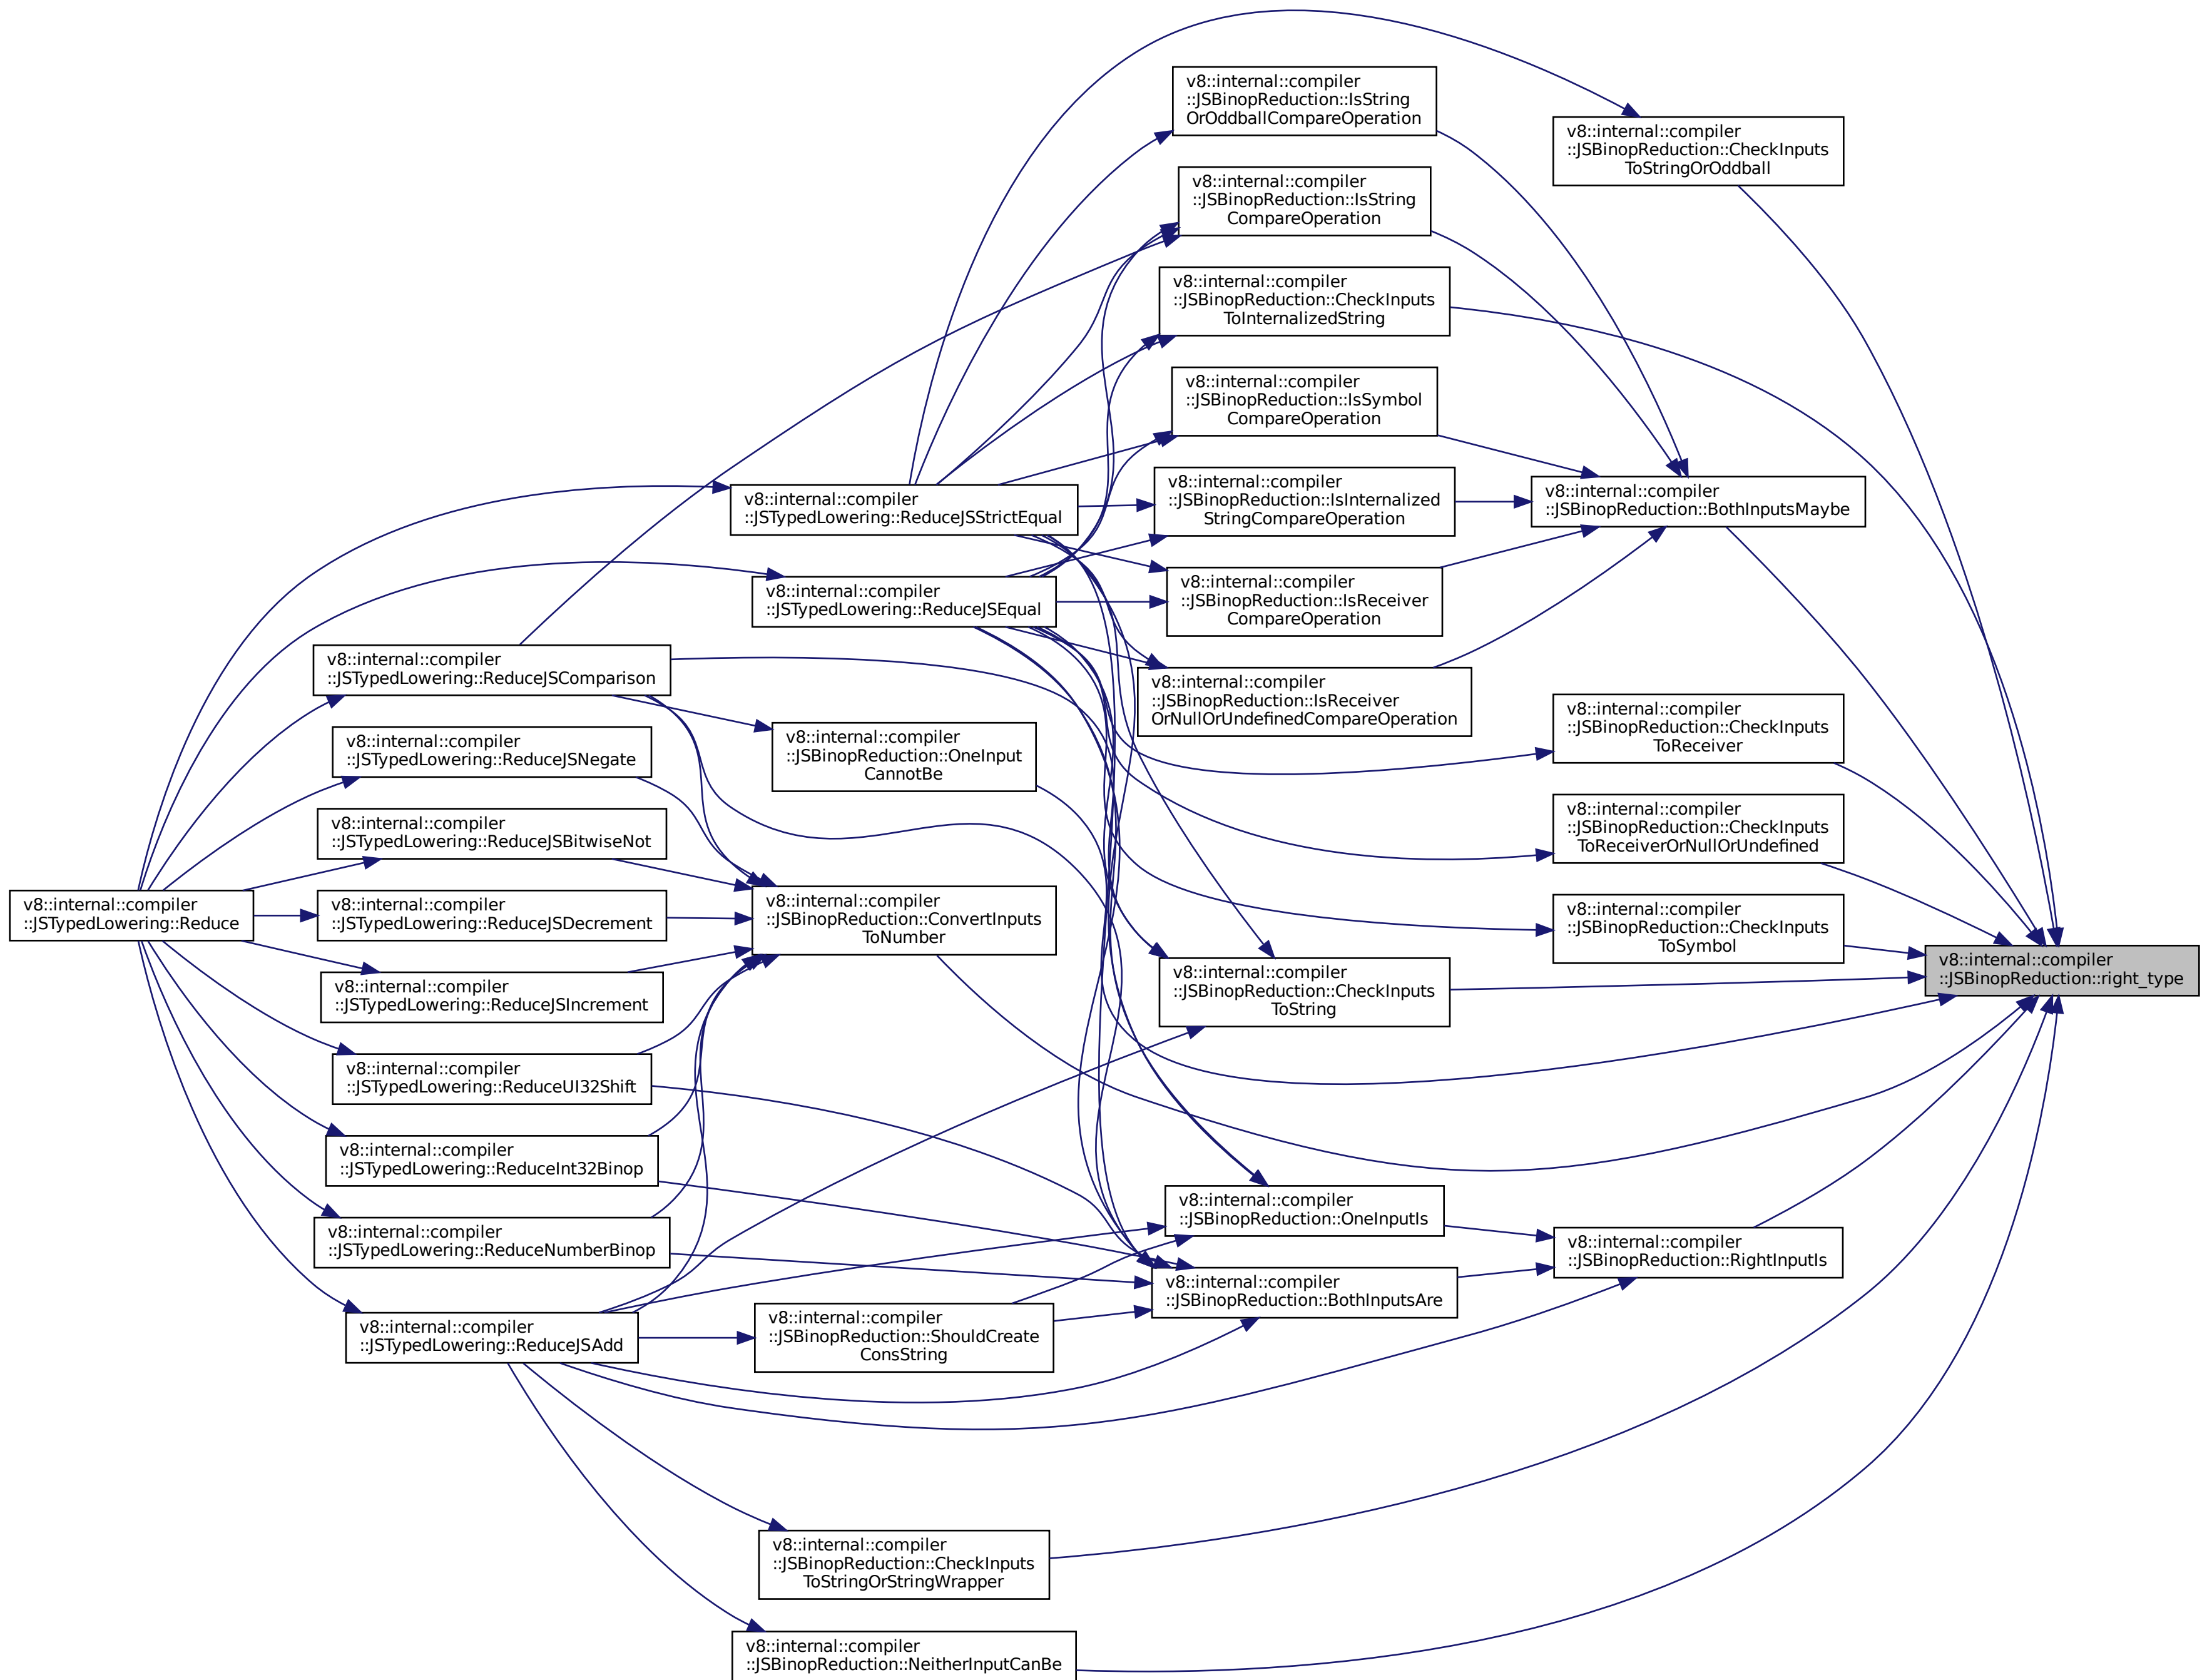 v8::internal::compiler
::JSBinopReduction::IsString
OrOddballCompareOperation
v8::internal::compiler
::JSBinopReduction::CheckInputs
ToStringOrOddball
v8::internal::compiler
::JSBinopReduction::IsString
CompareOperation
v8::internal::compiler
::JSBinopReduction::CheckInputs
ToInternalizedString
v8::internal::compiler
::JSBinopReduction::IsSymbol
CompareOperation
v8::internal::compiler
::JSTypedLowering::ReduceJSStrictEqual
v8::internal::compiler
::JSBinopReduction::IsInternalized
StringCompareOperation
v8::internal::compiler
::JSBinopReduction::BothInputsMaybe
v8::internal::compiler
::JSTypedLowering::ReduceJSEqual
v8::internal::compiler
::JSBinopReduction::IsReceiver
CompareOperation
v8::internal::compiler
::JSTypedLowering::ReduceJSComparison
v8::internal::compiler
::JSBinopReduction::IsReceiver
OrNullOrUndefinedCompareOperation
v8::internal::compiler
::JSBinopReduction::CheckInputs
ToReceiver
v8::internal::compiler
::JSTypedLowering::ReduceJSNegate
v8::internal::compiler
::JSBinopReduction::OneInput
CannotBe
v8::internal::compiler
::JSTypedLowering::ReduceJSBitwiseNot
v8::internal::compiler
::JSBinopReduction::CheckInputs
ToReceiverOrNullOrUndefined
v8::internal::compiler
::JSTypedLowering::Reduce
v8::internal::compiler
::JSTypedLowering::ReduceJSDecrement
v8::internal::compiler
::JSBinopReduction::ConvertInputs
ToNumber
v8::internal::compiler
::JSBinopReduction::CheckInputs
ToSymbol
v8::internal::compiler
::JSBinopReduction::right_type
v8::internal::compiler
::JSTypedLowering::ReduceJSIncrement
v8::internal::compiler
::JSBinopReduction::CheckInputs
ToString
v8::internal::compiler
::JSTypedLowering::ReduceUI32Shift
v8::internal::compiler
::JSTypedLowering::ReduceInt32Binop
v8::internal::compiler
::JSBinopReduction::OneInputIs
v8::internal::compiler
::JSTypedLowering::ReduceNumberBinop
v8::internal::compiler
::JSBinopReduction::RightInputIs
v8::internal::compiler
::JSBinopReduction::BothInputsAre
v8::internal::compiler
::JSTypedLowering::ReduceJSAdd
v8::internal::compiler
::JSBinopReduction::ShouldCreate
ConsString
v8::internal::compiler
::JSBinopReduction::CheckInputs
ToStringOrStringWrapper
v8::internal::compiler
::JSBinopReduction::NeitherInputCanBe